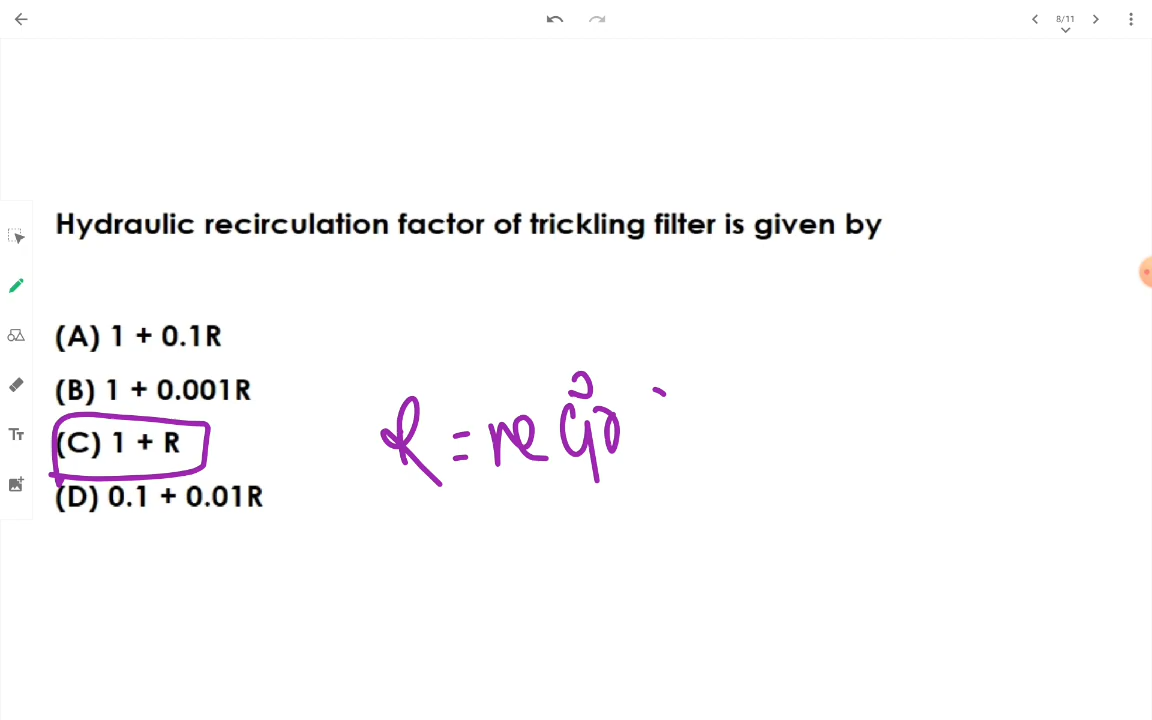 8/11
Hydraulic recirculation factor of trickling filter is given by
(A) 1 + 0.1R
(B) 1 + 0.001R
(C) 1 + R
(D) 0.1 + 0.01R
R =
Tт